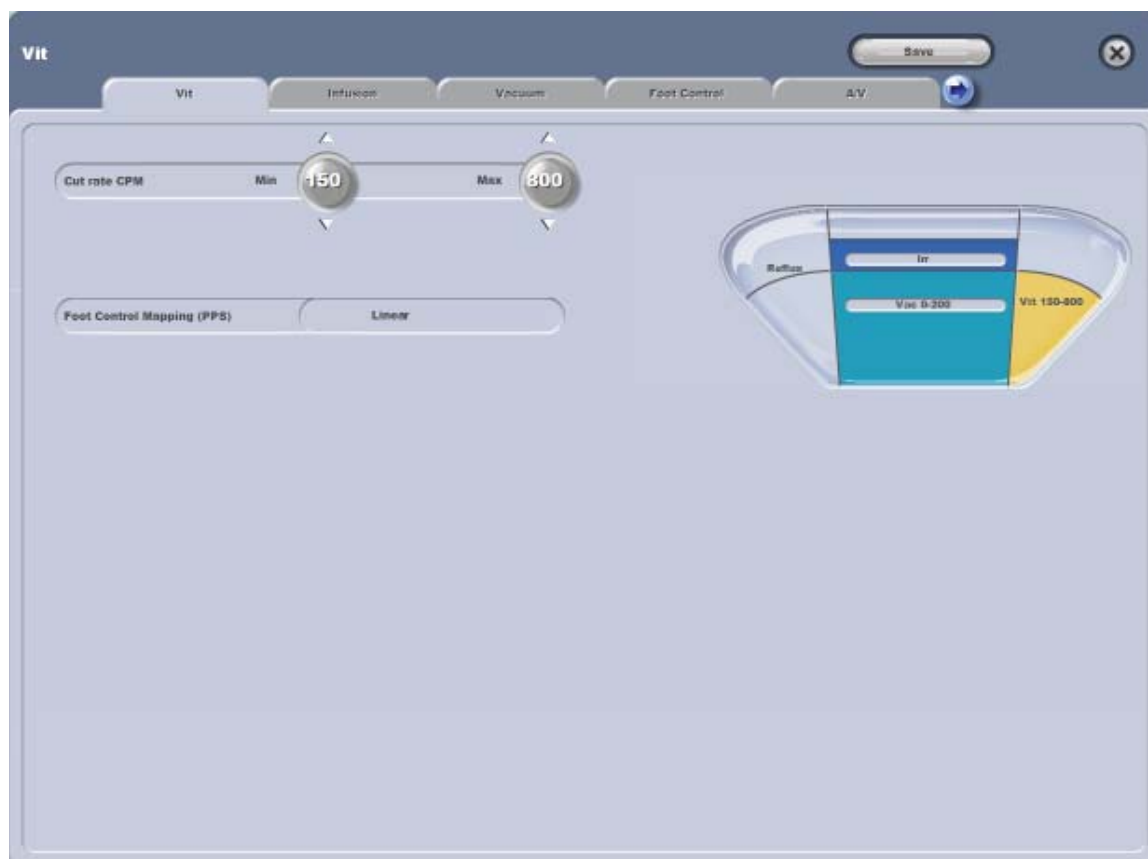 Vit
Save
Vit Infusion Vacuum Foot Control A/V
Cut rate CPM Min 150 Max 800
Reflux
Irr
Vac 0-200
Vit 150-800
Foot Control Mapping (PPS) Linear